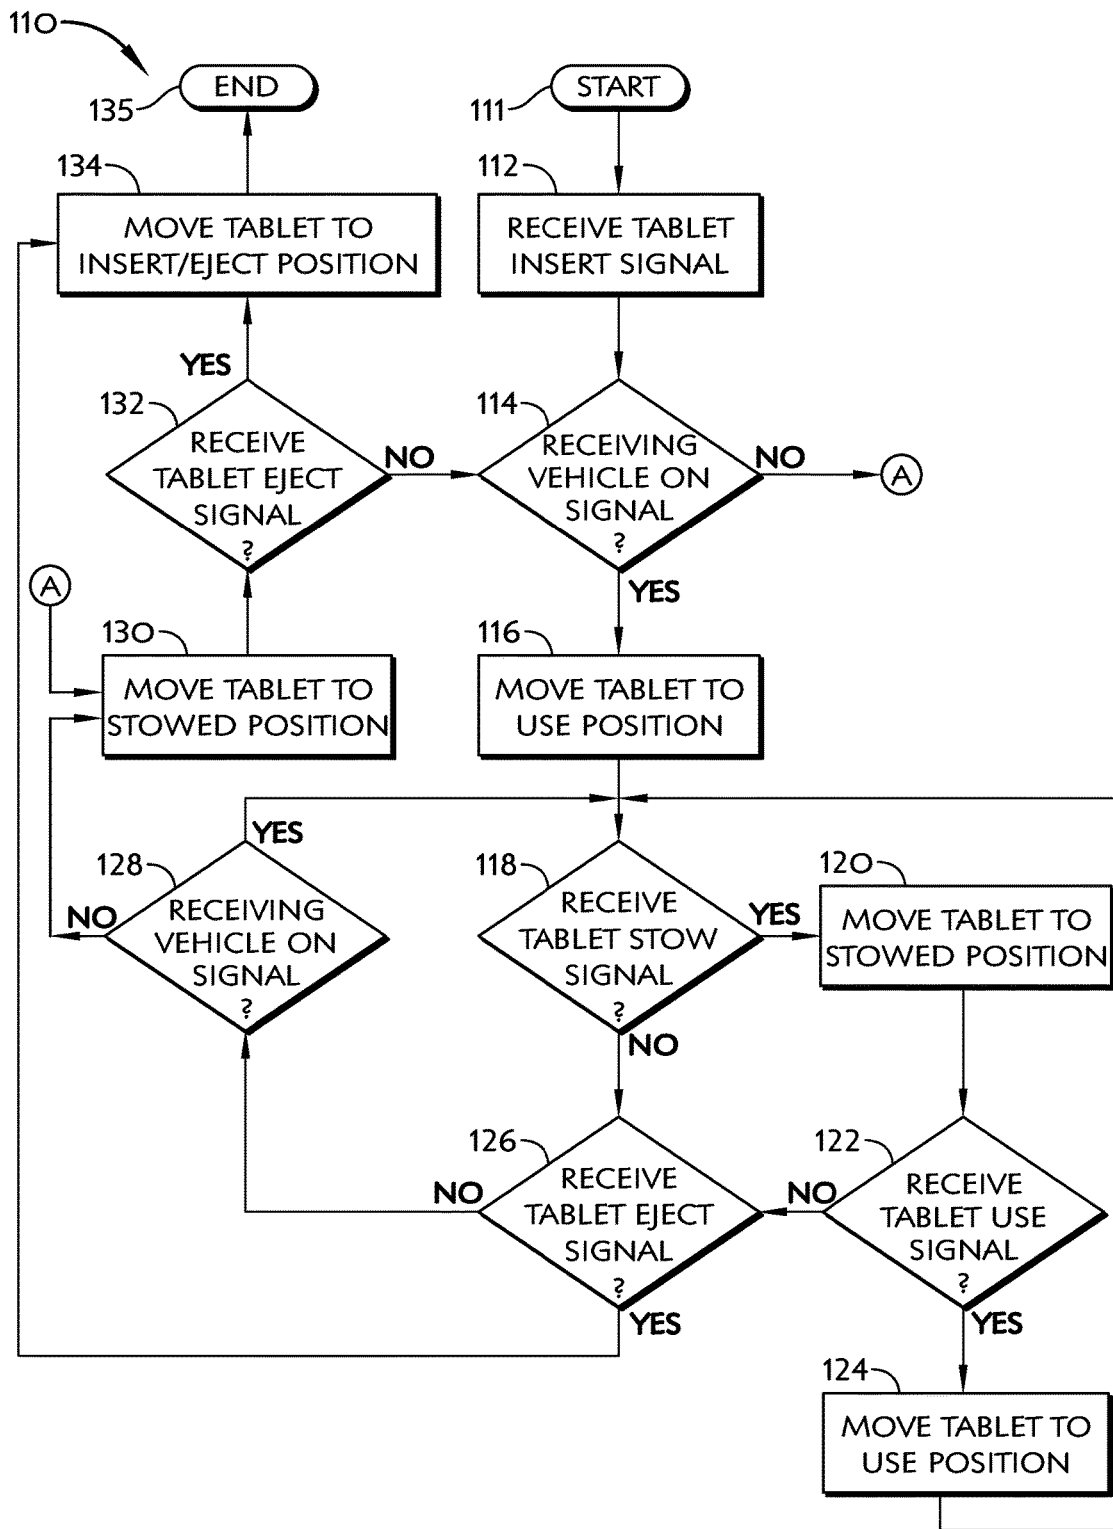 110
END
135
START
111
134
MOVE TABLET TO
INSERT/EJECT POSITION
112
RECEIVE TABLET
INSERT SIGNAL
YES
132
RECEIVE
TABLET EJECT
SIGNAL
?
NO
114
RECEIVING
VEHICLE ON
SIGNAL
?
NO
A
YES
A
130
MOVE TABLET TO
STOWED POSITION
116
MOVE TABLET TO
USE POSITION
YES
128
RECEIVING
VEHICLE ON
SIGNAL
?
NO
118
RECEIVE
TABLET STOW
SIGNAL
?
YES
NO
120
MOVE TABLET TO
STOWED POSITION
126
RECEIVE
TABLET EJECT
SIGNAL
?
NO
YES
122
RECEIVE
TABLET USE
SIGNAL
?
NO
YES
124
MOVE TABLET TO
USE POSITION